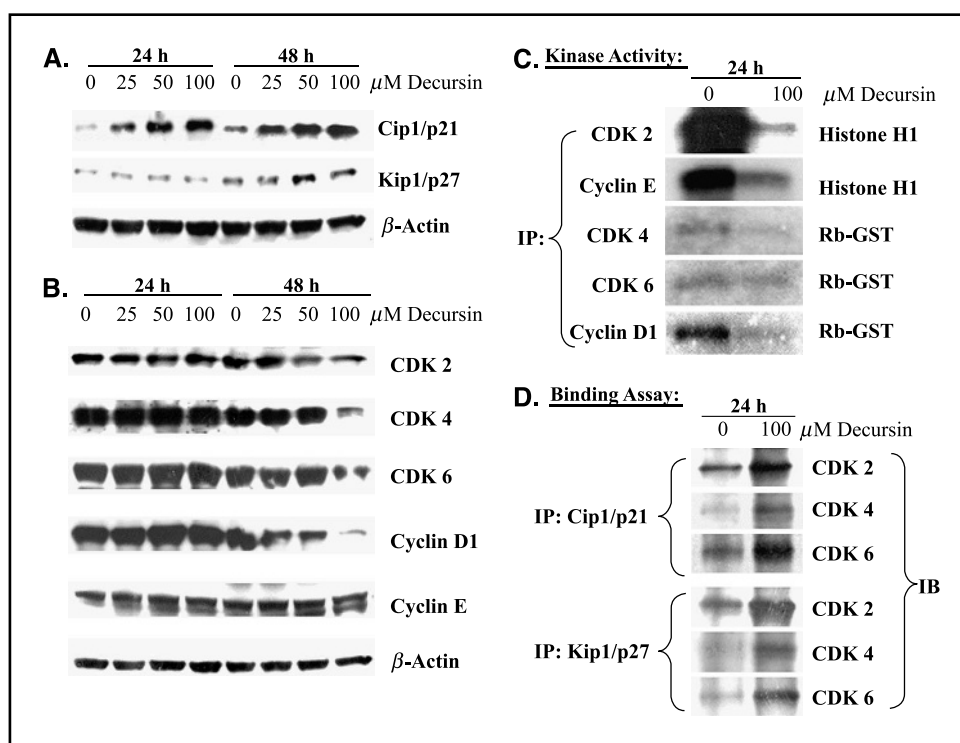 A.
24 h 48 h
0 25 50 100 0 25 50 100 μM Decursin
Cip1/p21
Kip1/p27
β-Actin
B.
24 h 48 h
0 25 50 100 0 25 50 100 μM Decursin
CDK 2
CDK 4
CDK 6
Cyclin D1
Cyclin E
β-Actin
C. Kinase Activity:
24 h
0 100 μM Decursin
IP:
CDK 2 Histone H1
Cyclin E Histone H1
CDK 4 Rb-GST
CDK 6 Rb-GST
Cyclin D1 Rb-GST
D. Binding Assay:
24 h
0 100 μM Decursin
IP: Cip1/p21
CDK 2
CDK 4
CDK 6
IP: Kip1/p27
CDK 2
CDK 4
CDK 6
IB